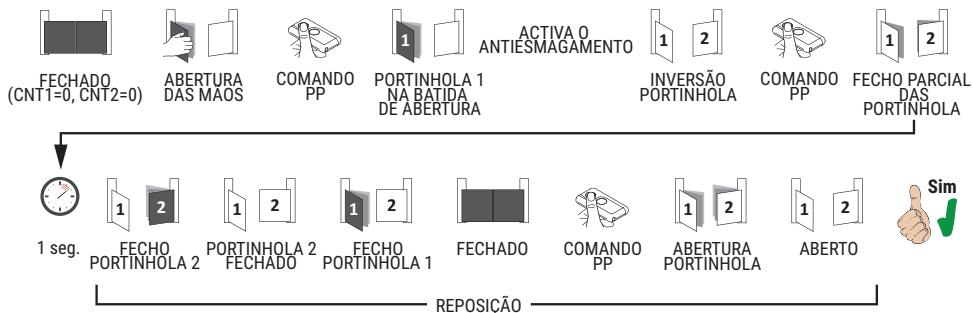 1
ACTIVA O
ANTIESMAGAMENTO
1 2
1 2
FECHADO
(CNT1=0, CNT2=0)
ABERTURA
DAS MAOS
COMANDO
PP
PORTINHOLA 1
NA BATIDA
DE ABERTURA
INVERSÃO
PORTINHOLA
COMANDO
PP
FECHO PARCIAL
DAS
PORTINHOLA
1 2
1 2
1 2
1 2
1 2
Sim
1 seg.
FECHO
PORTINHOLA 2
PORTINHOLA 2
FECHADO
FECHO
PORTINHOLA 1
FECHADO
COMANDO
PP
ABERTURA
PORTINHOLA
ABERTO
REPOSIÇÃO